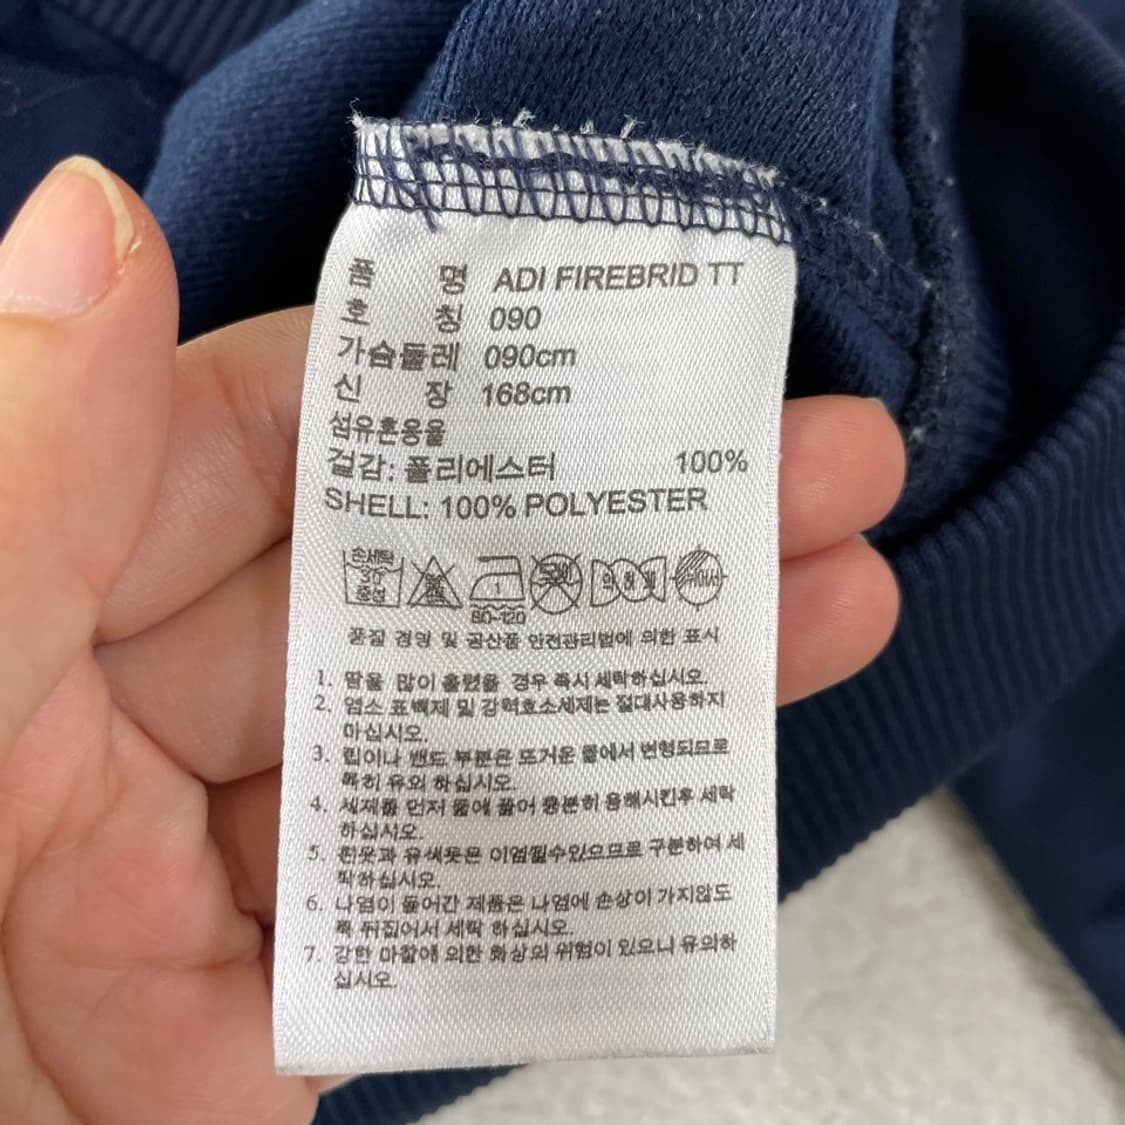 품 명 ADI FIREBRID TT
호 칭 090
가슴둘레 090cm
신 장 168cm
섬유혼용율
겉감: 폴리에스터 100%
SHELL: 100% POLYESTER
손세탁 30 중성
1
80~120
품질 경영 및 공산품 안전관리법에 의한 표시
1. 땀을 많이 흘렸을 경우 즉시 세탁하십시오.
2. 염소 표백제 및 강력효소세제는 절대사용하지
마십시오.
3. 립이나 밴드 부분은 뜨거운 물에서 변형되므로
특히 유의 하십시오.
4. 세제를 먼저 물에 풀어 충분히 용해시킨후 세탁
하십시오.
5. 흰옷과 유색옷은 이염될수있으므로 구분하여 세
탁하십시오.
6. 나염이 들어간 제품은 나염에 손상이 가지않도
록 뒤집어서 세탁 하십시오.
7. 강한 마찰에 의한 화상의 위험이 있으니 유의하
십시오.